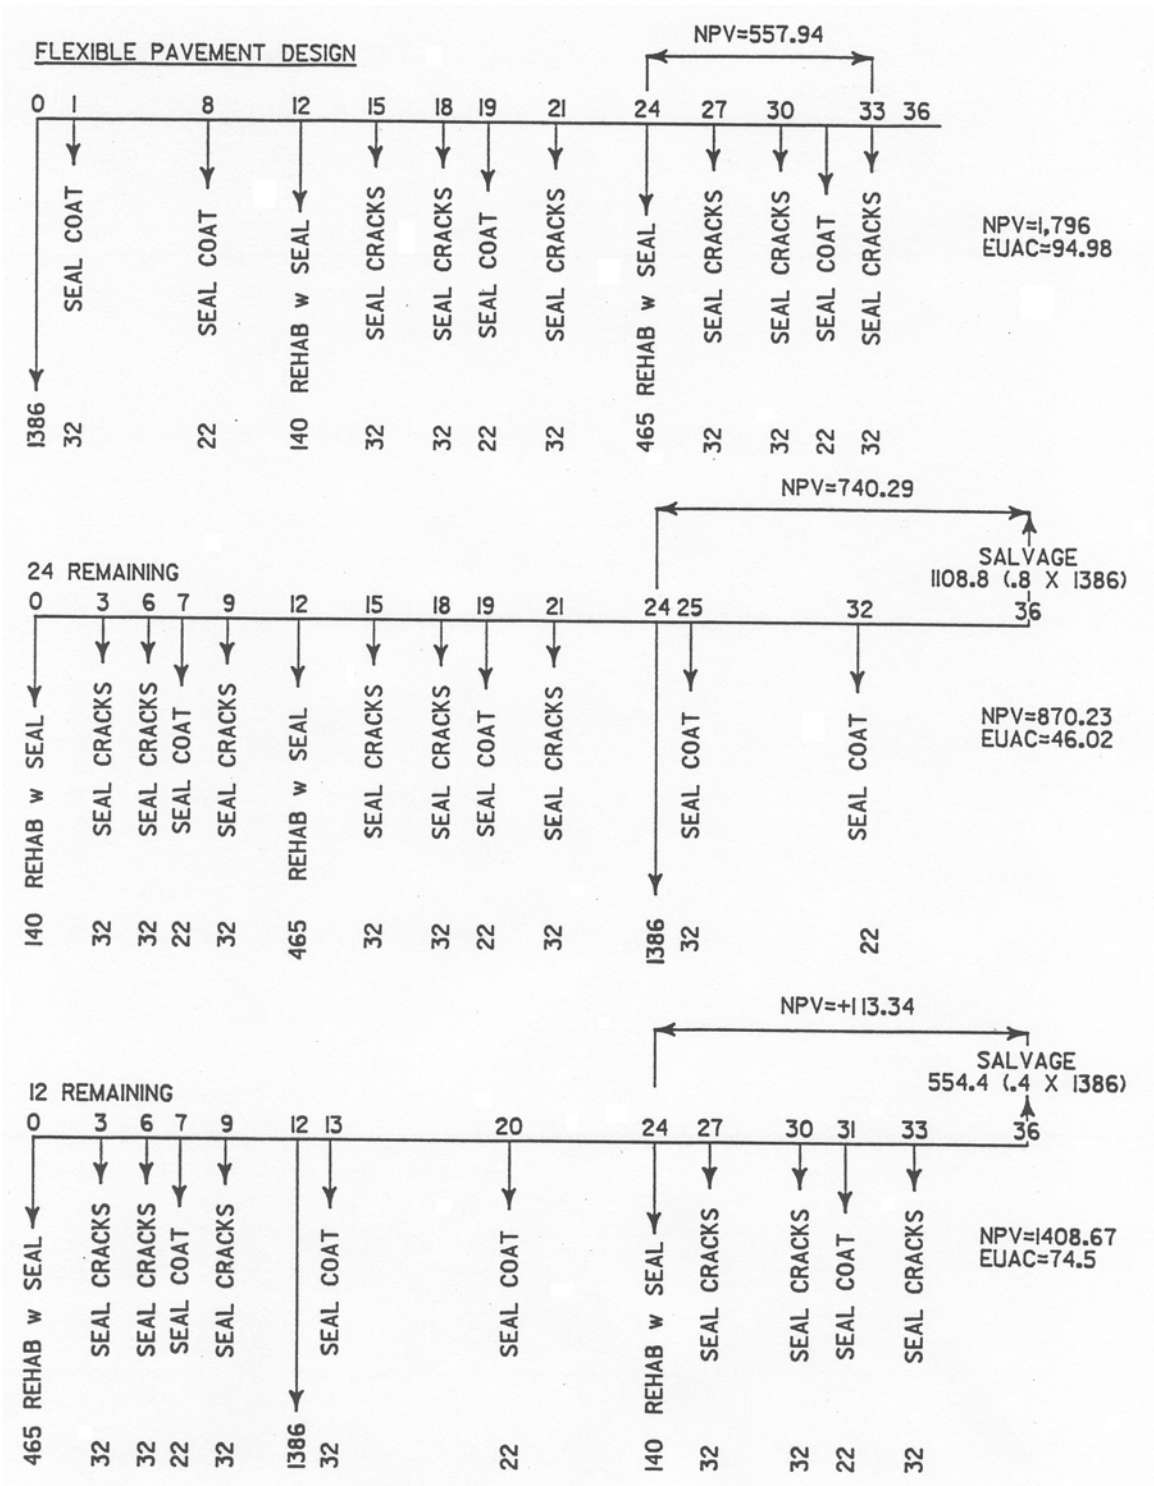 NPV=557.94
FLEXIBLE PAVEMENT DESIGN
0 1 8 12 15 18 19 21 24 27 30 33 36
SEAL COAT
SEAL COAT
REHAB w SEAL
SEAL CRACKS
SEAL CRACKS
SEAL COAT
SEAL CRACKS
REHAB w SEAL
SEAL CRACKS
SEAL CRACKS
SEAL COAT
SEAL CRACKS
NPV=1,796
EUAC=94.98
1386 32 22 140 32 32 22 32 465 32 32 22 32
NPV=740.29
SALVAGE
1108.8 (.8 X 1386)
24 REMAINING
0 3 6 7 9 12 15 18 19 21 24 25 32 36
REHAB w SEAL
SEAL CRACKS
SEAL CRACKS
SEAL COAT
SEAL CRACKS
REHAB w SEAL
SEAL CRACKS
SEAL CRACKS
SEAL COAT
SEAL CRACKS
SEAL COAT
SEAL COAT
NPV=870.23
EUAC=46.02
140 32 32 22 32 465 32 32 22 32 1386 32 22
NPV=+113.34
SALVAGE
554.4 (.4 X 1386)
12 REMAINING
0 3 6 7 9 12 13 20 24 27 30 31 33 36
REHAB w SEAL
SEAL CRACKS
SEAL CRACKS
SEAL COAT
SEAL CRACKS
SEAL COAT
SEAL COAT
REHAB w SEAL
SEAL CRACKS
SEAL CRACKS
SEAL COAT
SEAL CRACKS
NPV=1408.67
EUAC=74.5
465 32 32 22 32 1386 32 22 140 32 32 22 32